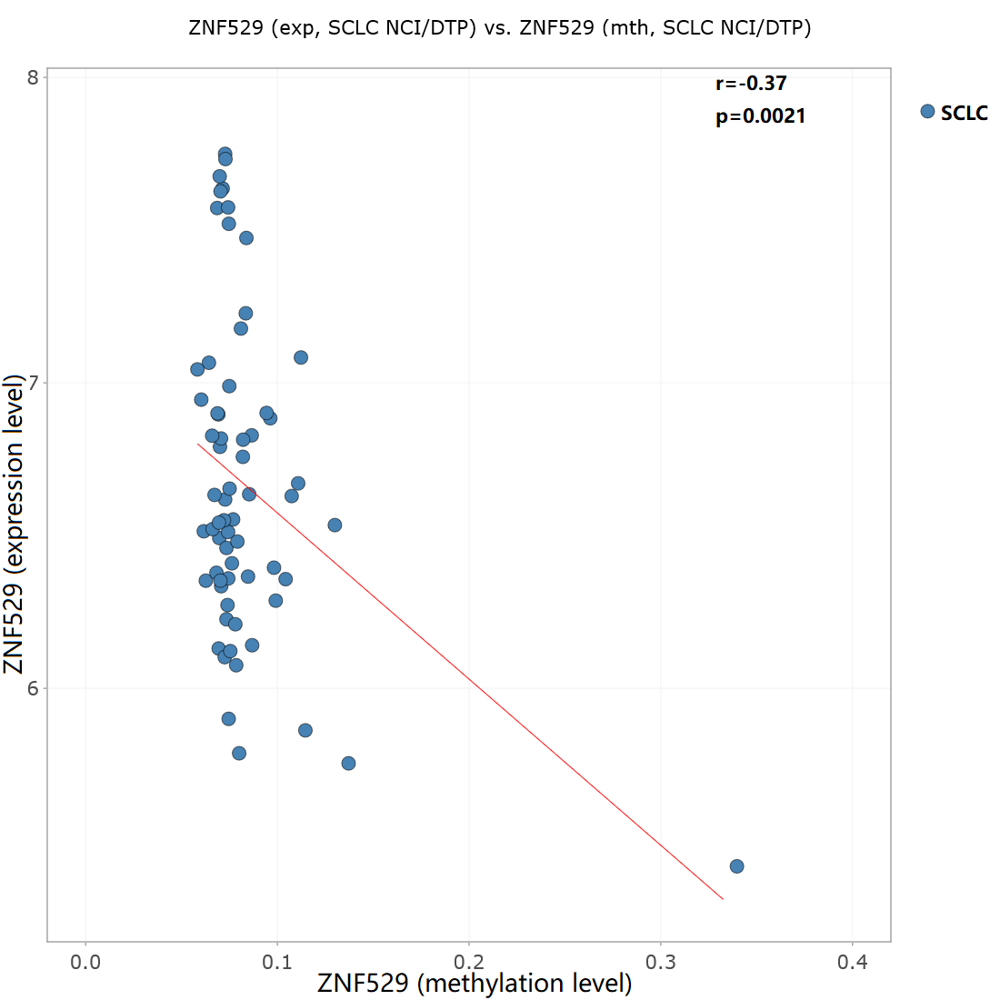 ZNF529 (exp, SCLC NCI/DTP) vs. ZNF529 (mth, SCLC NCI/DTP)
r=-0.37
p=0.0021
SCLC
8
7
6
ZNF529 (expression level)
0.0 0.1 0.2 0.3 0.4
ZNF529 (methylation level)